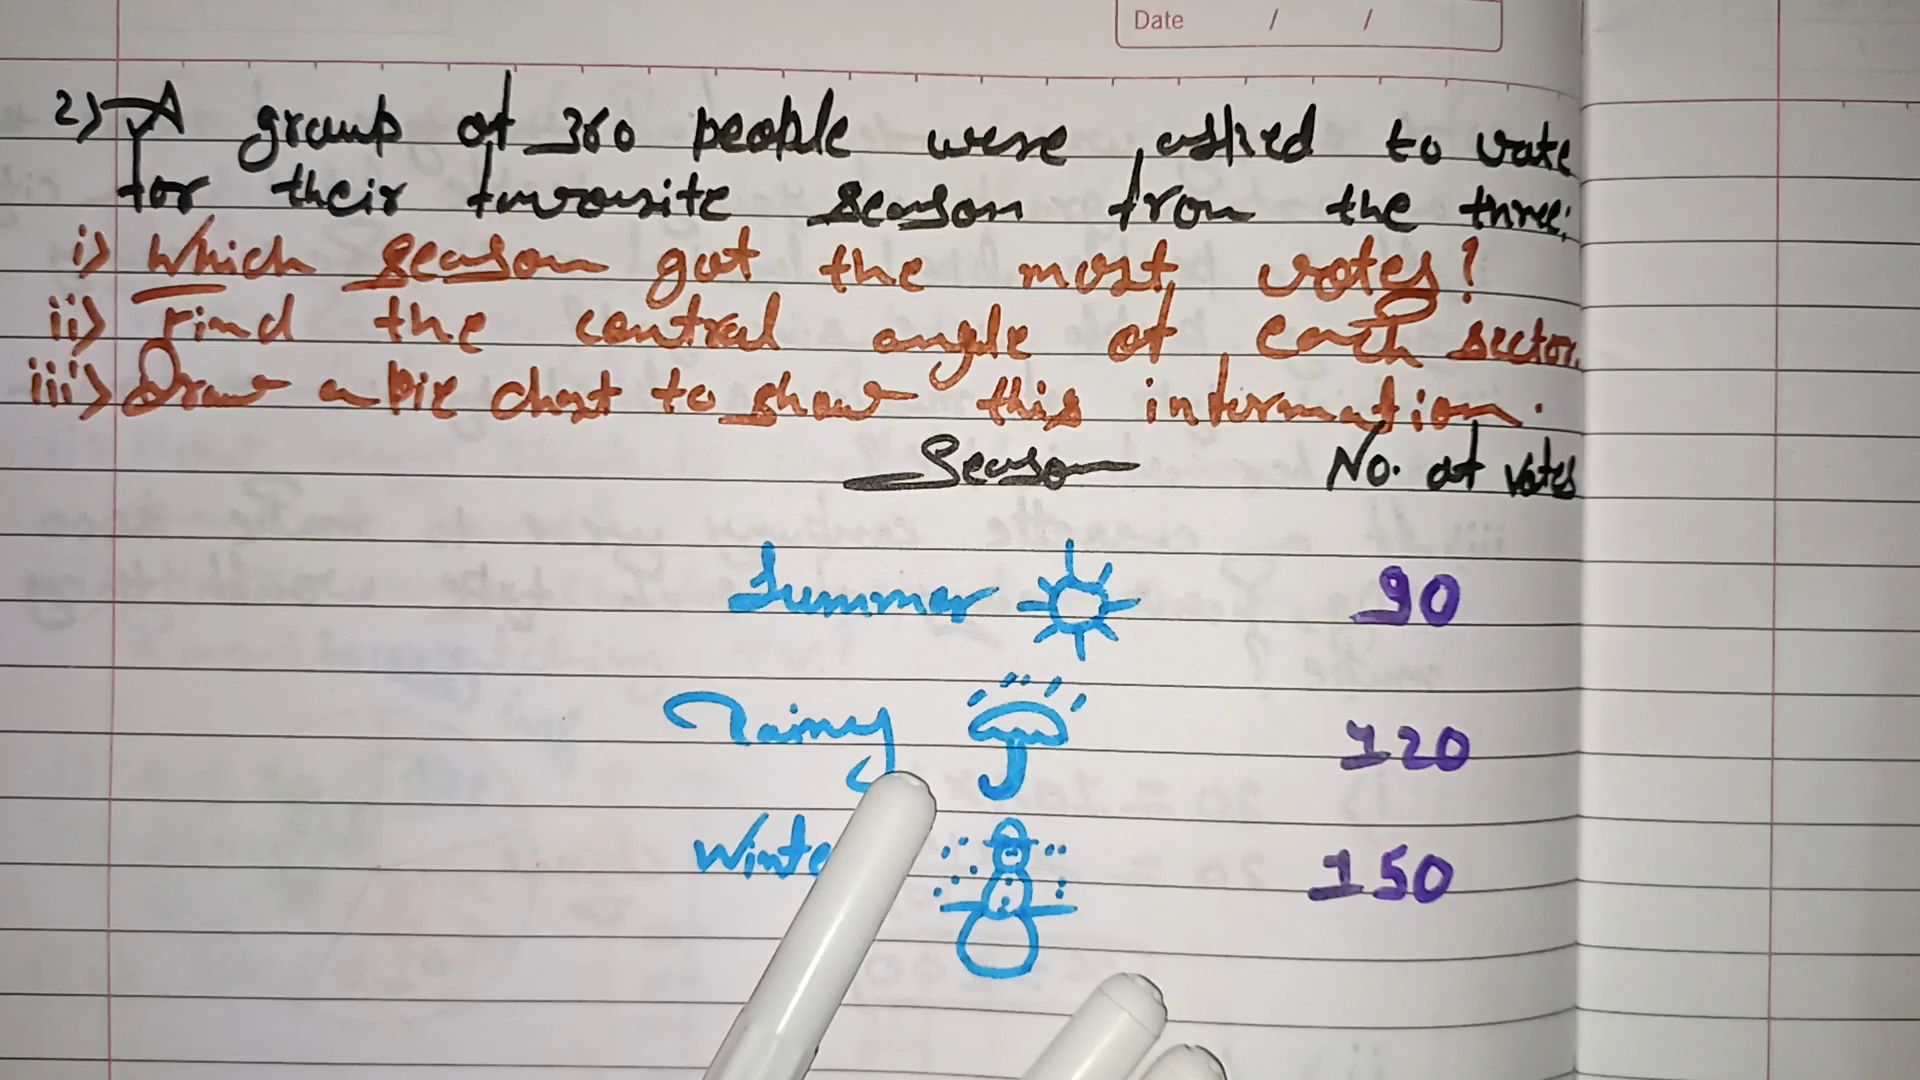 Date / /
2) A group of 360 people were asked to vote
for their favourite season from the three:
i) Which season got the most votes?
ii) Find the central angle of each sector.
iii) Draw a pie chart to show this information.
Season No. of votes
Summer 90
Rainy 120
Winte 150